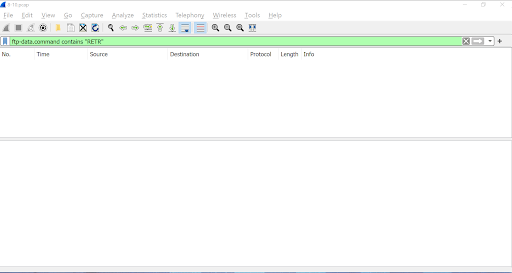 File Edit View Go Capture Analyze Statistics Telephony Wireless Tools Help
ftp-data.command contains "RETR"
No. Time Source Destination Protocol Length Info